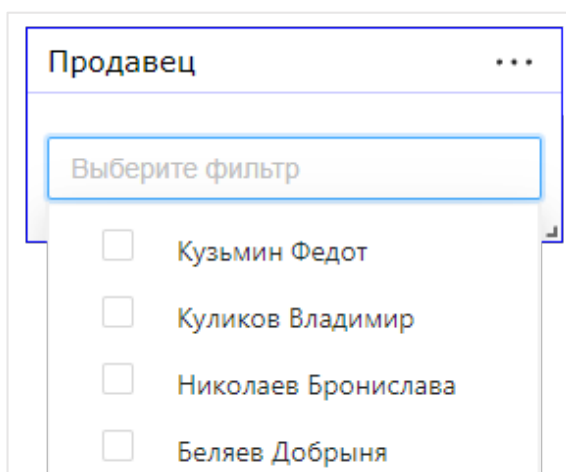 Продавец
Выберите фильтр
Кузьмин Федот
Куликов Владимир
Николаев Бронислава
Беляев Добрыня